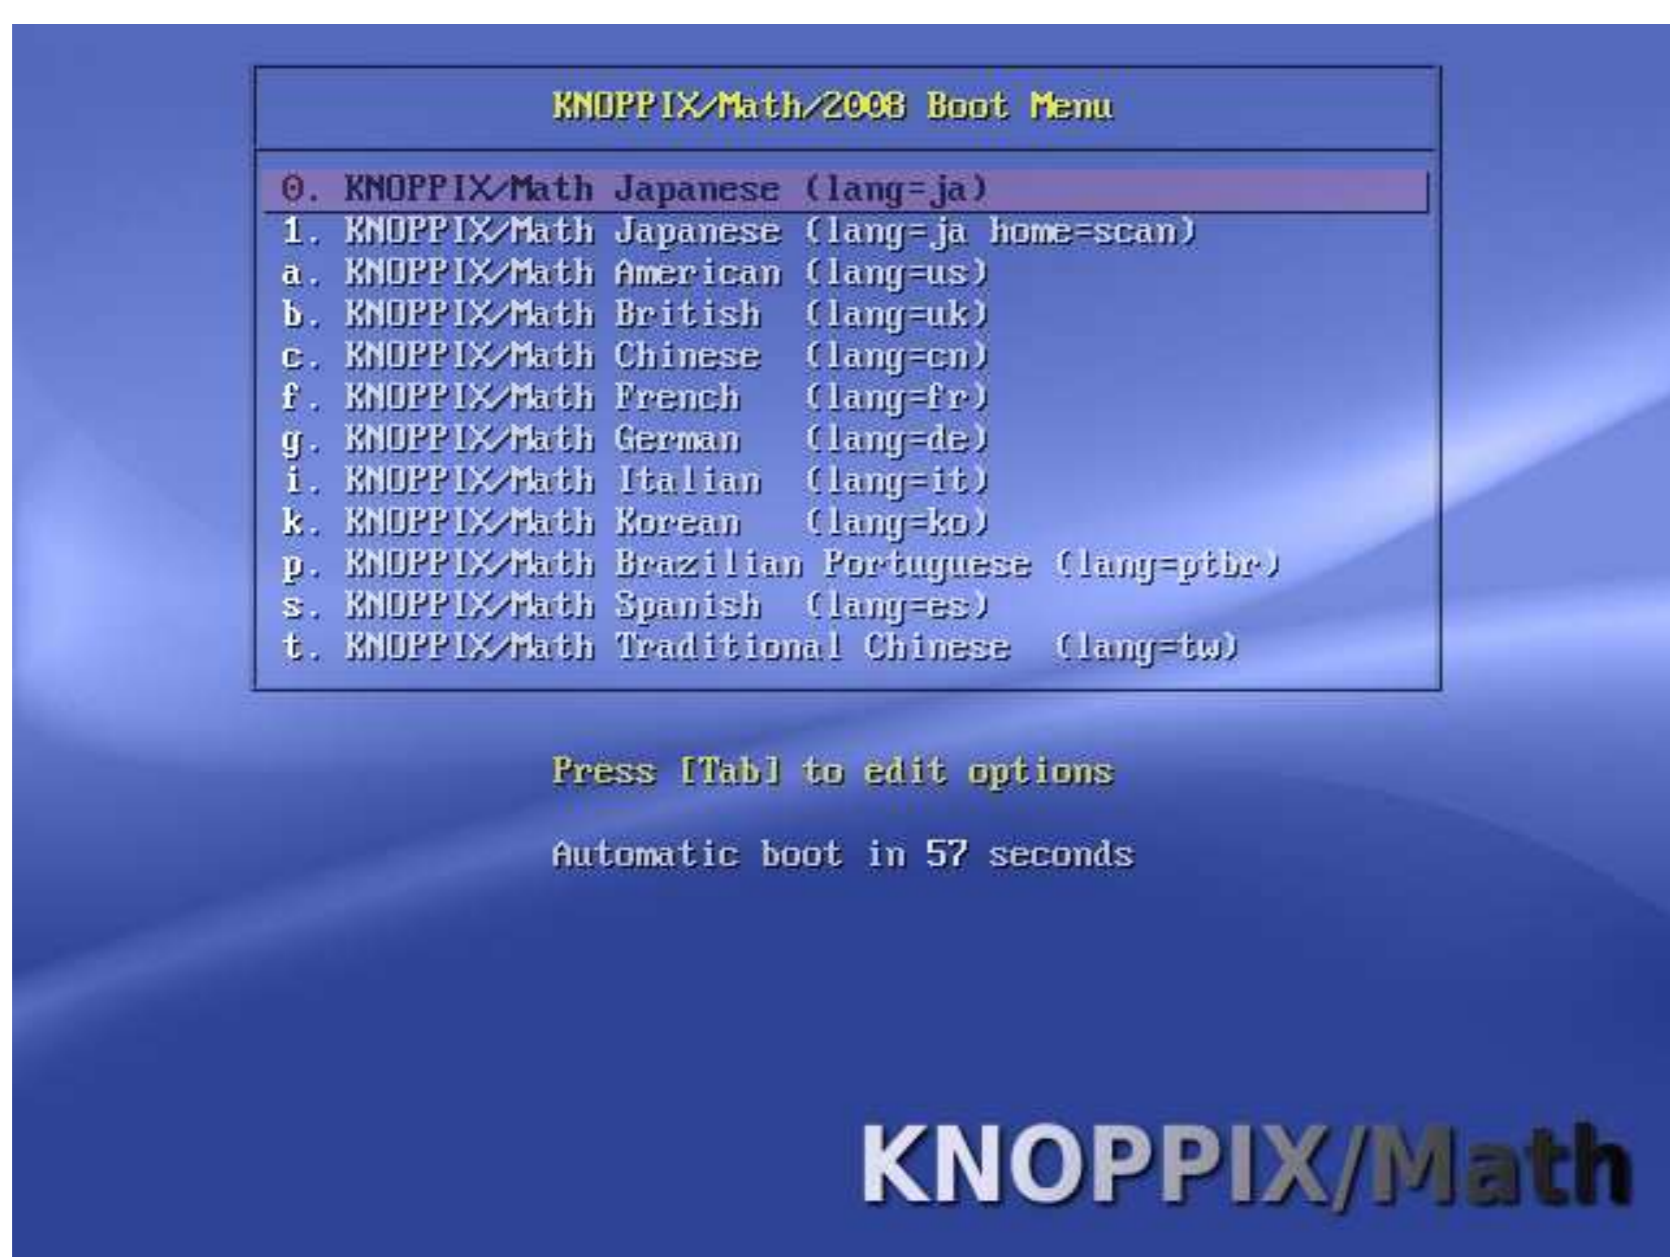 KNOPPIX/Math/2008 Boot Menu
0. KNOPPIX/Math Japanese (lang=ja)
1. KNOPPIX/Math Japanese (lang=ja home=scan)
a. KNOPPIX/Math American (lang=us)
b. KNOPPIX/Math British (lang=uk)
c. KNOPPIX/Math Chinese (lang=cn)
f. KNOPPIX/Math French (lang=fr)
g. KNOPPIX/Math German (lang=de)
i. KNOPPIX/Math Italian (lang=it)
k. KNOPPIX/Math Korean (lang=ko)
p. KNOPPIX/Math Brazilian Portuguese (lang=ptbr)
s. KNOPPIX/Math Spanish (lang=es)
t. KNOPPIX/Math Traditional Chinese (lang=tw)
Press [Tab] to edit options
Automatic boot in 57 seconds
KNOPPIX/Math